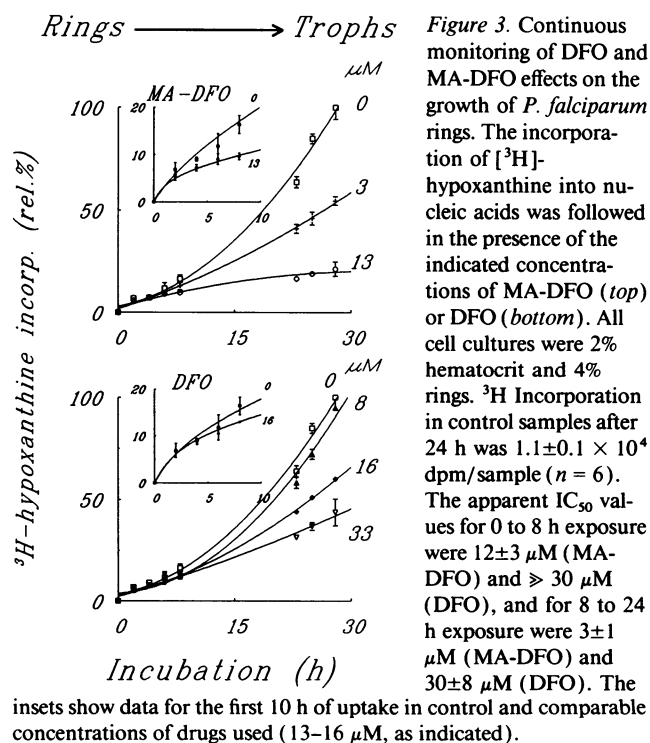 Rings ⟶ Trophs
μM
MA-DFO
0
13
20
10
0
0 5 10
100
50
0
0
3
13
0 15 30
³H-hypoxanthine incorp. (rel.%)
μM
DFO
0
16
20
10
0
0 5 10
100
50
0
0
8
16
33
0 15 30
Incubation (h)
Figure 3. Continuous
monitoring of DFO and
MA-DFO effects on the
growth of P. falciparum
rings. The incorpora-
tion of [³H]-
hypoxanthine into nu-
cleic acids was followed
in the presence of the
indicated concentra-
tions of MA-DFO (top)
or DFO (bottom). All
cell cultures were 2%
hematocrit and 4%
rings. ³H Incorporation
in control samples after
24 h was 1.1±0.1 × 10⁴
dpm/sample (n = 6).
The apparent IC₅₀ val-
ues for 0 to 8 h exposure
were 12±3 μM (MA-
DFO) and ≫ 30 μM
(DFO), and for 8 to 24
h exposure were 3±1
μM (MA-DFO) and
30±8 μM (DFO). The
insets show data for the first 10 h of uptake in control and comparable
concentrations of drugs used (13–16 μM, as indicated).